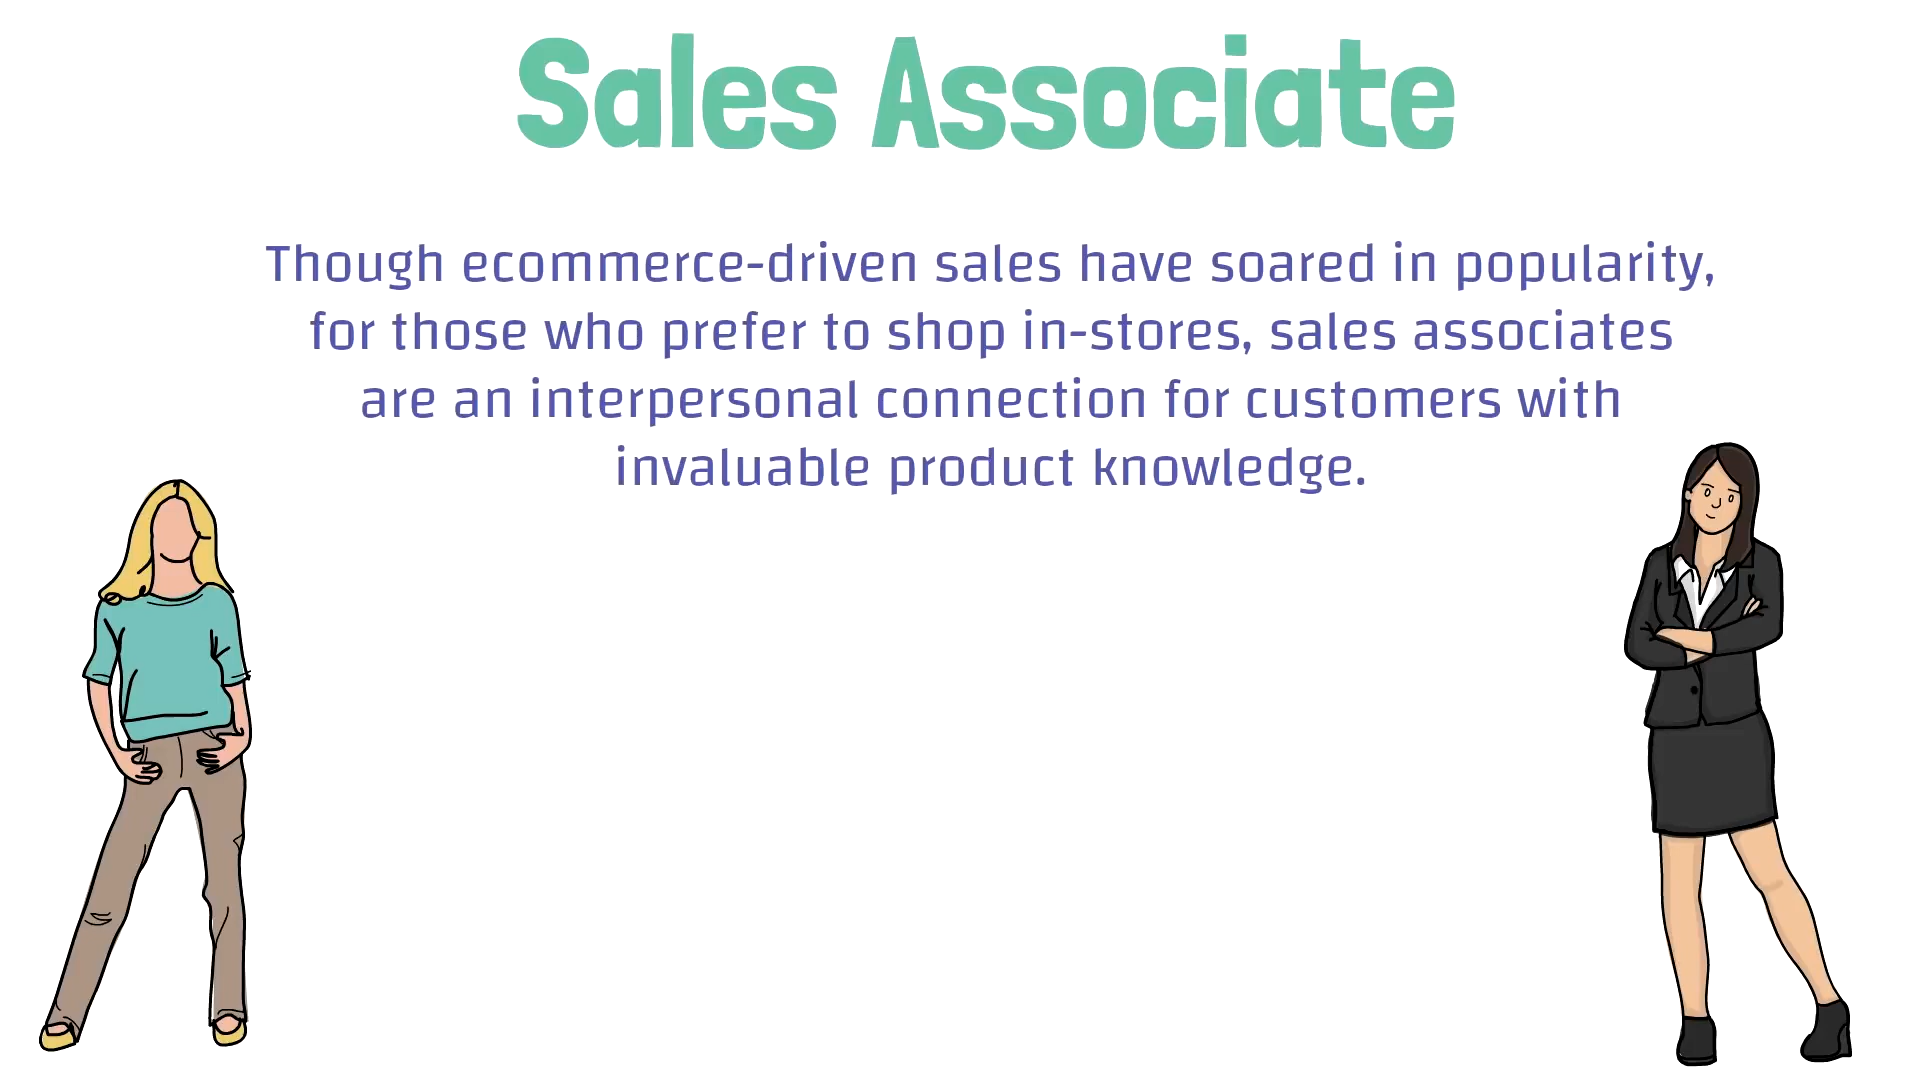 Sales Associate
Though ecommerce-driven sales have soared in popularity,
for those who prefer to shop in-stores, sales associates
are an interpersonal connection for customers with
invaluable product knowledge.